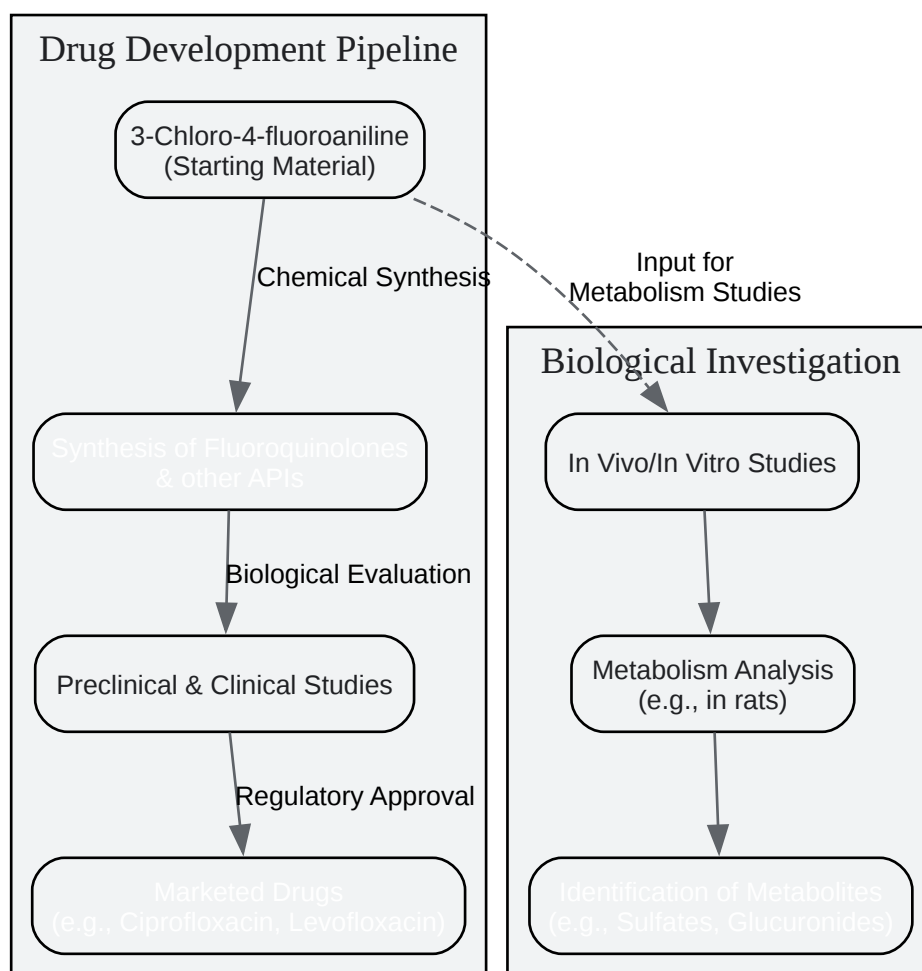 Drug Development Pipeline
3-Chloro-4-fluoroaniline
(Starting Material)
Chemical Synthesis
Input for
Metabolism Studies
Biological Investigation
Synthesis of Fluoroquinolones
& other APIs
In Vivo/In Vitro Studies
Biological Evaluation
Preclinical & Clinical Studies
Metabolism Analysis
(e.g., in rats)
Regulatory Approval
Marketed Drugs
(e.g., Ciprofloxacin, Levofloxacin)
Identification of Metabolites
(e.g., Sulfates, Glucuronides)